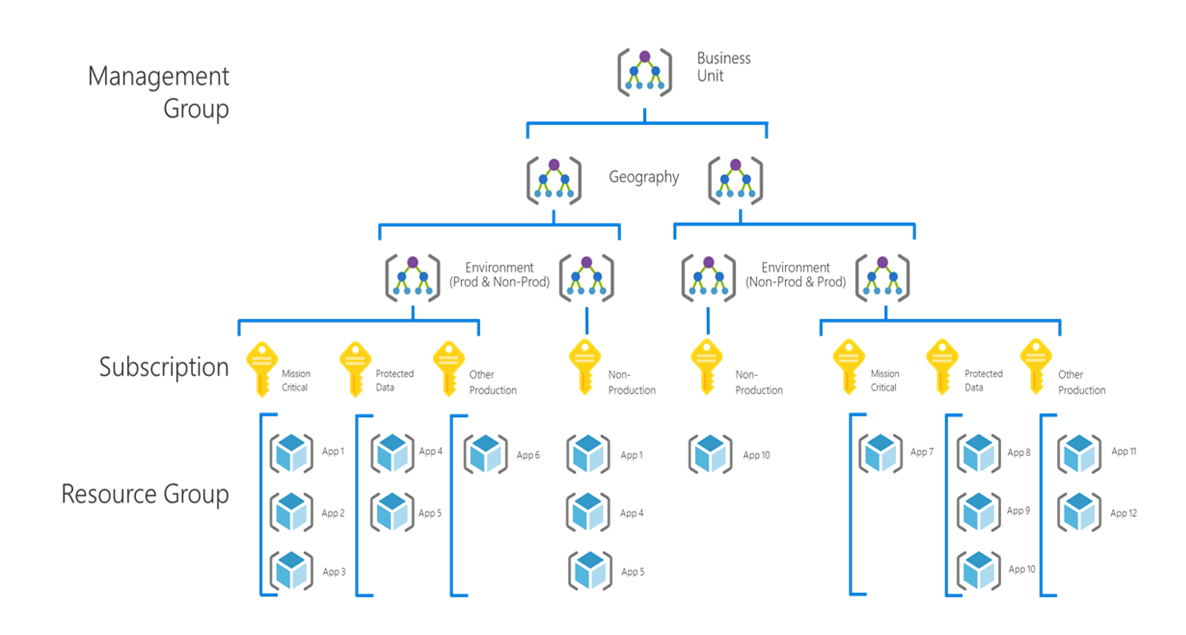 Management
Group
Business
Unit
Geography
Environment
(Prod & Non-Prod)
Environment
(Non-Prod & Prod)
Subscription
Mission
Critical
Protected
Data
Other
Production
Non-
Production
Non-
Production
Mission
Critical
Protected
Data
Other
Production
Resource Group
App 1
App 4
App 6
App 1
App 10
App 7
App 8
App 11
App 2
App 5
App 4
App 9
App 12
App 3
App 5
App 10